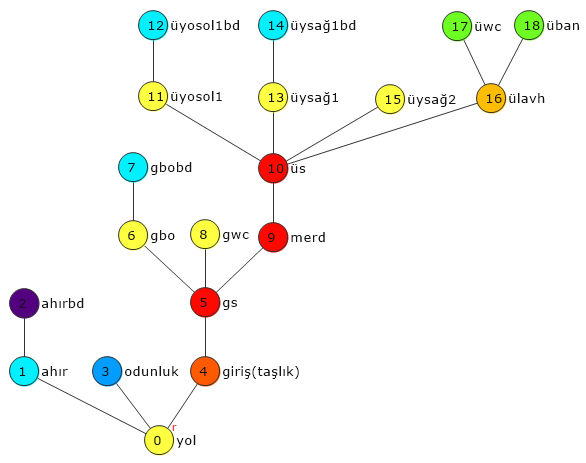 12 üyosol1bd
14 üysağ1bd
17 üwc
18 üban
11 üyosol1
13 üysağ1
15 üysağ2
16 ülavh
7 gbobd
10 üs
6 gbo
8 gwc
9 merd
2 ahırbd
5 gs
1 ahır
3 odunluk
4 giriş(taşlık)
r
0 yol